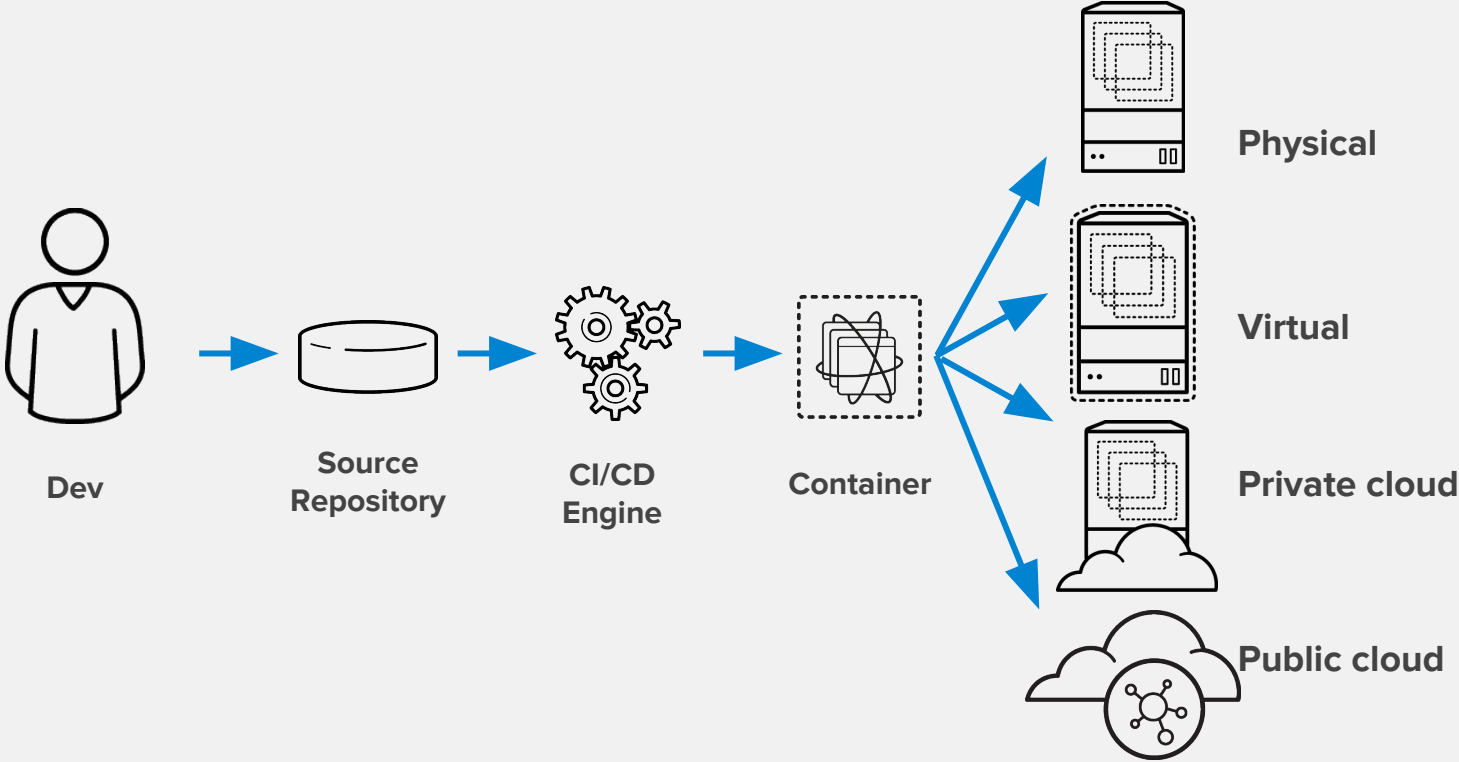 Dev
Source
Repository
CI/CD
Engine
Container
Physical
Virtual
Private cloud
Public cloud